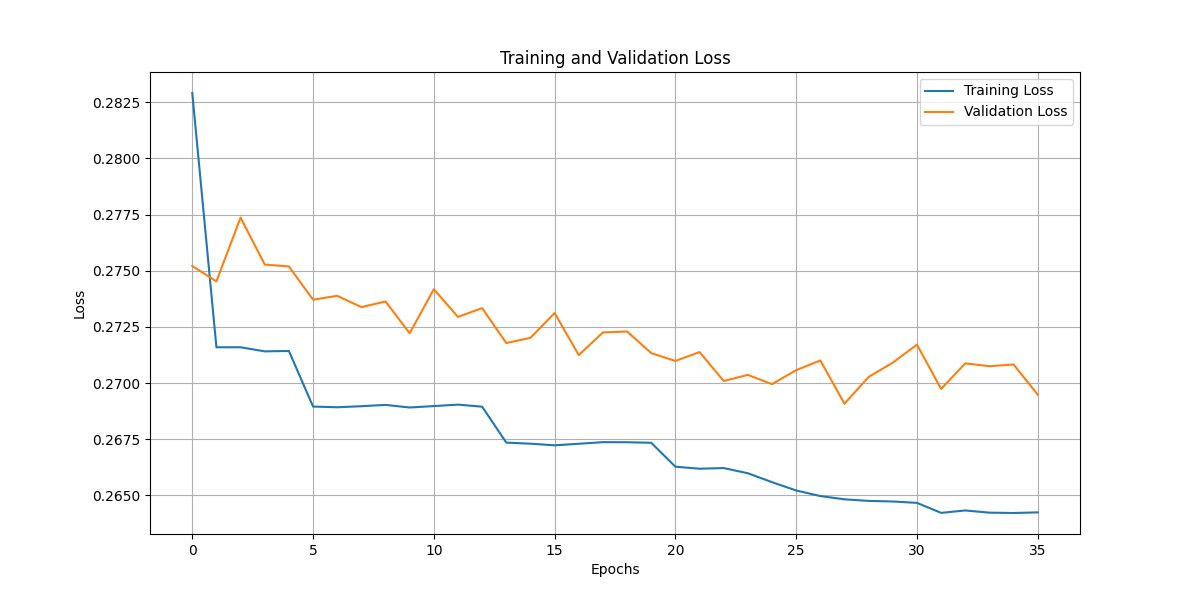 Training and Validation Loss
Training Loss
Validation Loss
0.2825
0.2800
0.2775
0.2750
0.2725
0.2700
0.2675
0.2650
Loss
0 5 10 15 20 25 30 35
Epochs